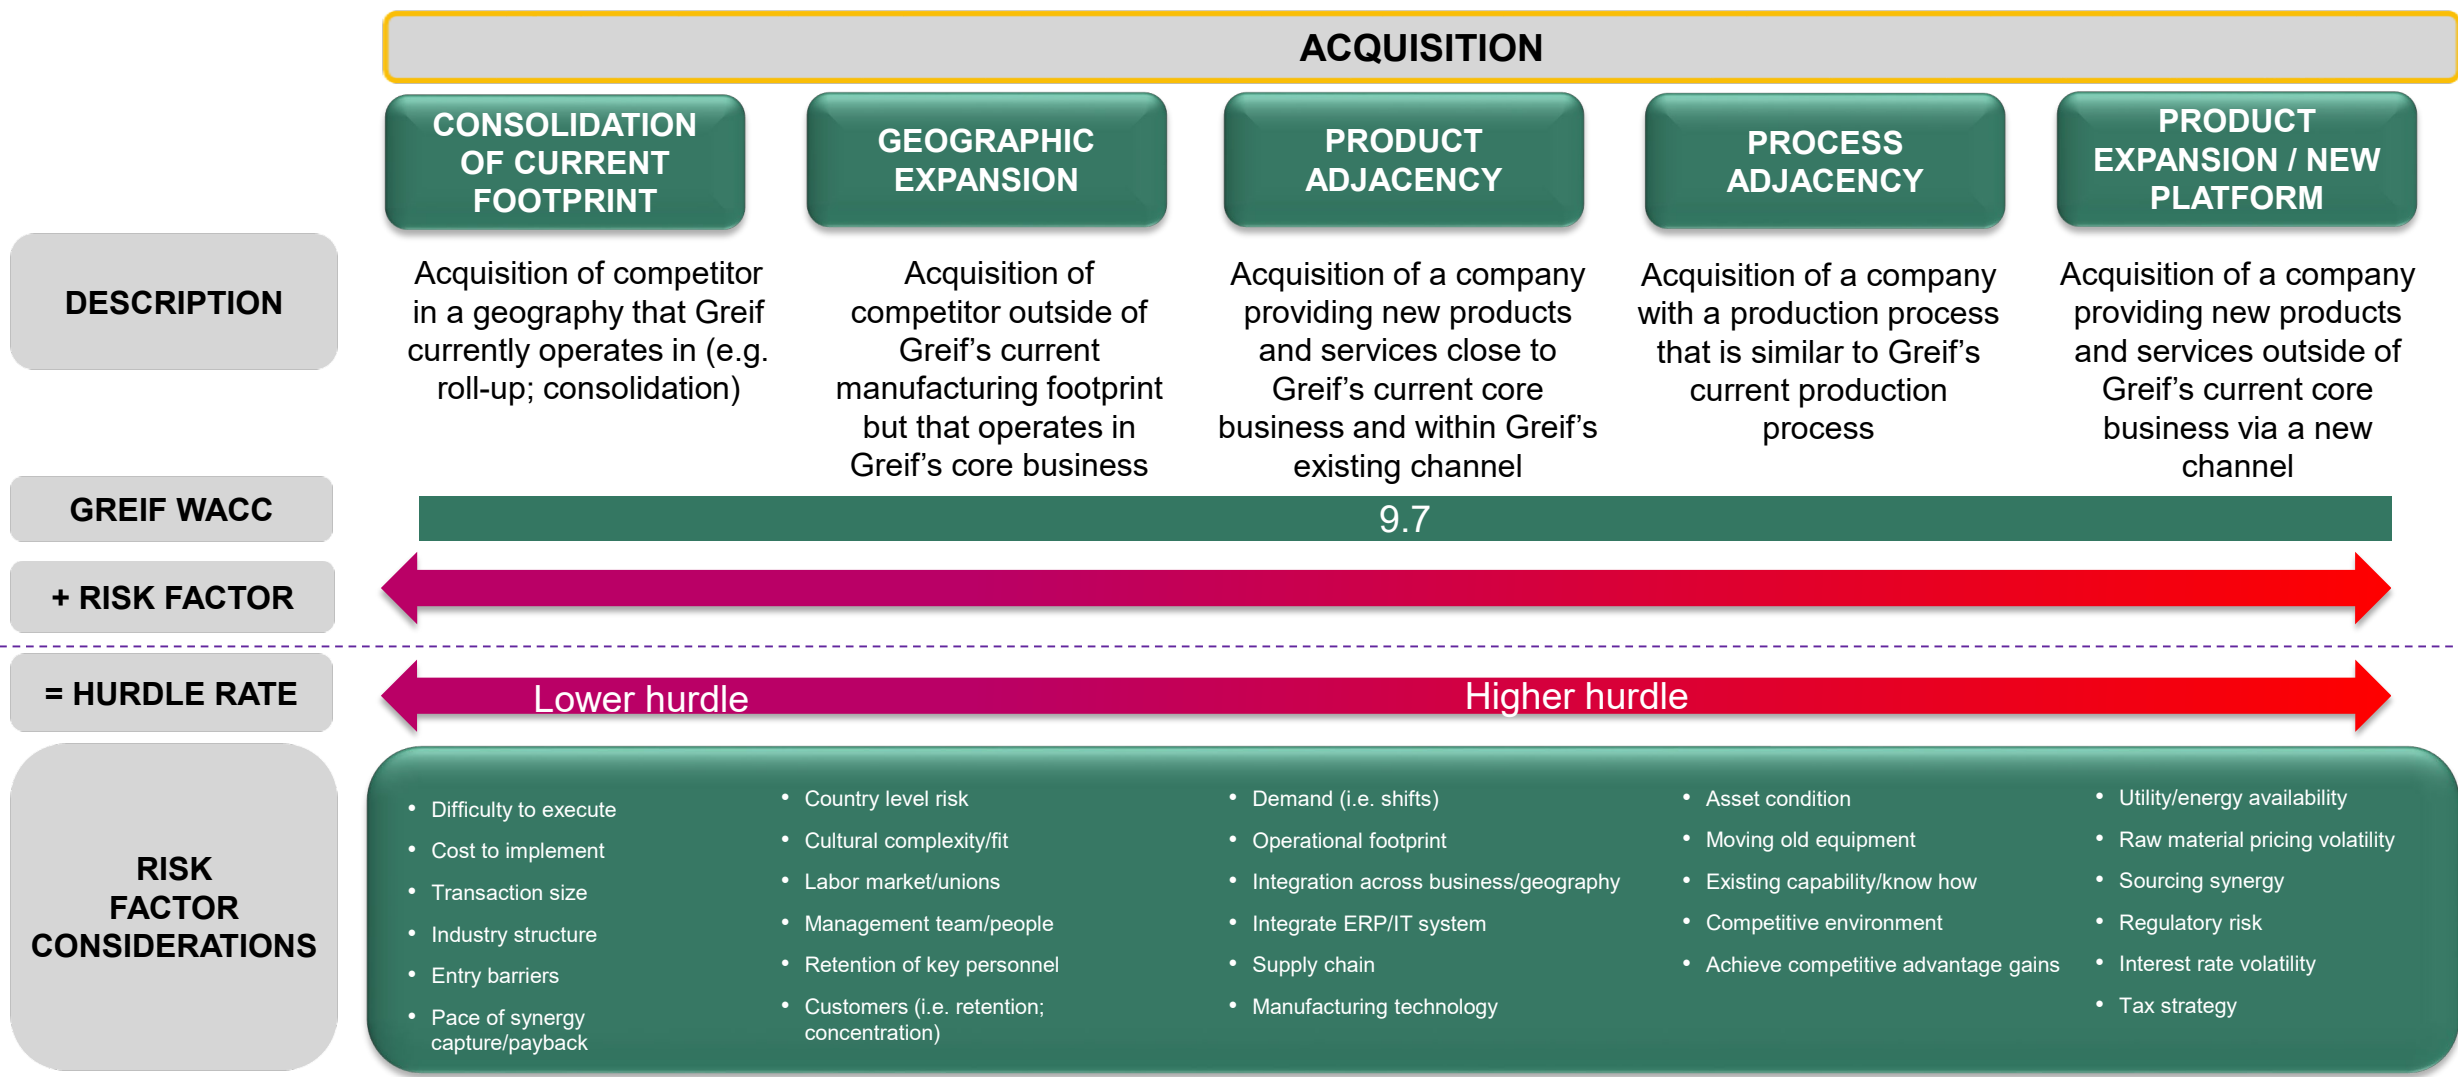 ACQUISITION
CONSOLIDATION
OF CURRENT
FOOTPRINT
GEOGRAPHIC
EXPANSION
PRODUCT
ADJACENCY
PROCESS
ADJACENCY
PRODUCT
EXPANSION / NEW
PLATFORM
DESCRIPTION
Acquisition of competitor
in a geography that Greif
currently operates in (e.g.
roll-up; consolidation)
Acquisition of
competitor outside of
Greif’s current
manufacturing footprint
but that operates in
Greif’s core business
Acquisition of a company
providing new products
and services close to
Greif’s current core
business and within Greif’s
existing channel
Acquisition of a company
with a production process
that is similar to Greif’s
current production
process
Acquisition of a company
providing new products
and services outside of
Greif’s current core
business via a new
channel
GREIF WACC
9.7
+ RISK FACTOR
= HURDLE RATE
Lower hurdle
Higher hurdle
RISK
FACTOR
CONSIDERATIONS
• Difficulty to execute
• Cost to implement
• Transaction size
• Industry structure
• Entry barriers
• Pace of synergy
capture/payback
• Country level risk
• Cultural complexity/fit
• Labor market/unions
• Management team/people
• Retention of key personnel
• Customers (i.e. retention;
concentration)
• Demand (i.e. shifts)
• Operational footprint
• Integration across business/geography
• Integrate ERP/IT system
• Supply chain
• Manufacturing technology
• Asset condition
• Moving old equipment
• Existing capability/know how
• Competitive environment
• Achieve competitive advantage gains
• Utility/energy availability
• Raw material pricing volatility
• Sourcing synergy
• Regulatory risk
• Interest rate volatility
• Tax strategy